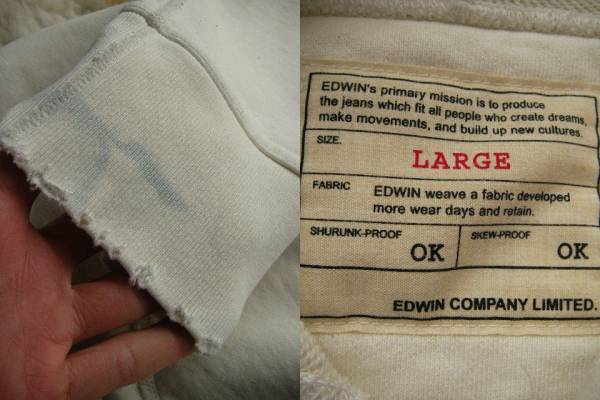 EDWIN's primary mission is to produce
the jeans which fit all people who create dreams,
make movements, and build up new cultures.
SIZE.
LARGE
FABRIC
EDWIN weave a fabric developed
more wear days and retain.
SHURUNK-PROOF
OK
SKEW-PROOF
OK
EDWIN COMPANY LIMITED.